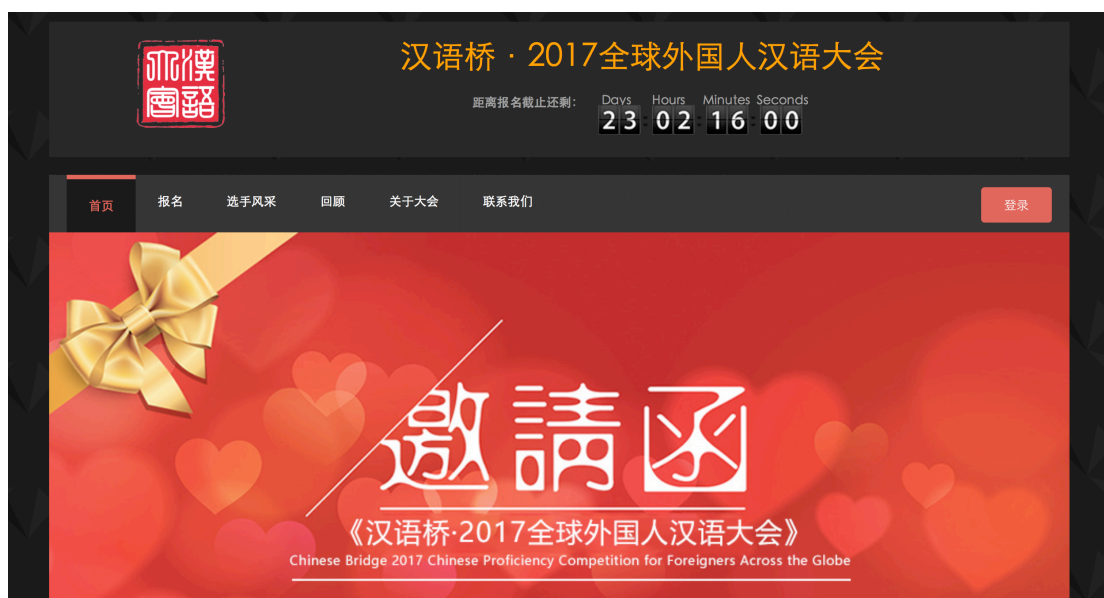 漢語大會
汉语桥 · 2017全球外国人汉语大会
距离报名截止还剩：
Days Hours Minutes Seconds
23:02:16:00
首页 报名 选手风采 回顾 关于大会 联系我们 登录
邀請函
《汉语桥·2017全球外国人汉语大会》
Chinese Bridge 2017 Chinese Proficiency Competition for Foreigners Across the Globe